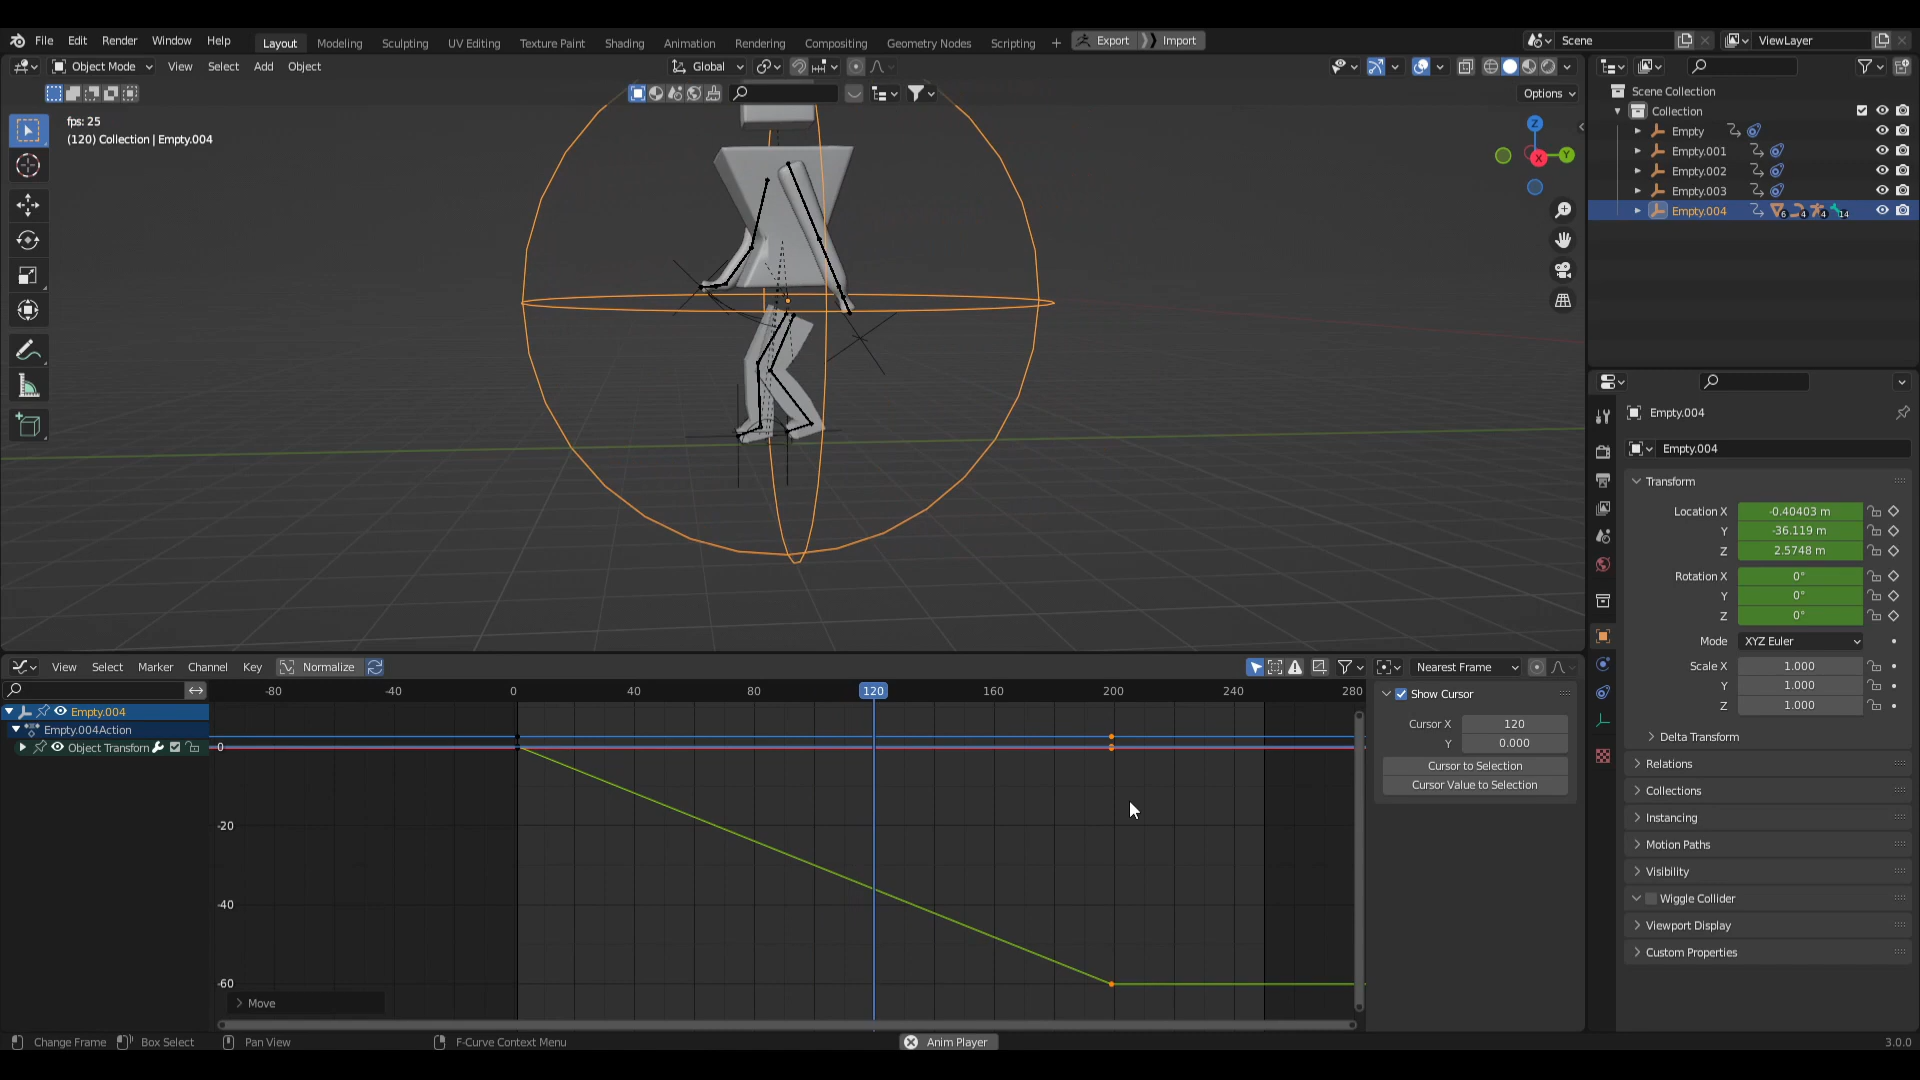 File Edit Render Window Help Layout Modeling Sculpting UV Editing Texture Paint Shading Animation Rendering Compositing Geometry Nodes Scripting + Export Import Scene ViewLayer
Object Mode View Select Add Object Global
Options
fps: 25
(120) Collection | Empty.004
Z
Y
X
Scene Collection
Collection
Empty
Empty.001
Empty.002
Empty.003
Empty.004 6 4 4 14
Empty.004
Empty.004
Transform
Location X -0.40403 m
Y -36.119 m
Z 2.5748 m
Rotation X 0°
Y 0°
Z 0°
Mode XYZ Euler
Scale X 1.000
Y 1.000
Z 1.000
Delta Transform
Relations
Collections
Instancing
Motion Paths
Visibility
Wiggle Collider
Viewport Display
Custom Properties
View Select Marker Channel Key Normalize Nearest Frame
-80 -40 0 40 80 120 160 200 240 280
Empty.004
Empty.004Action
Object Transform
0
-20
-40
-60
Move
Show Cursor
Cursor X 120
Y 0.000
Cursor to Selection
Cursor Value to Selection
Change Frame Box Select Pan View F-Curve Context Menu Anim Player 3.0.0